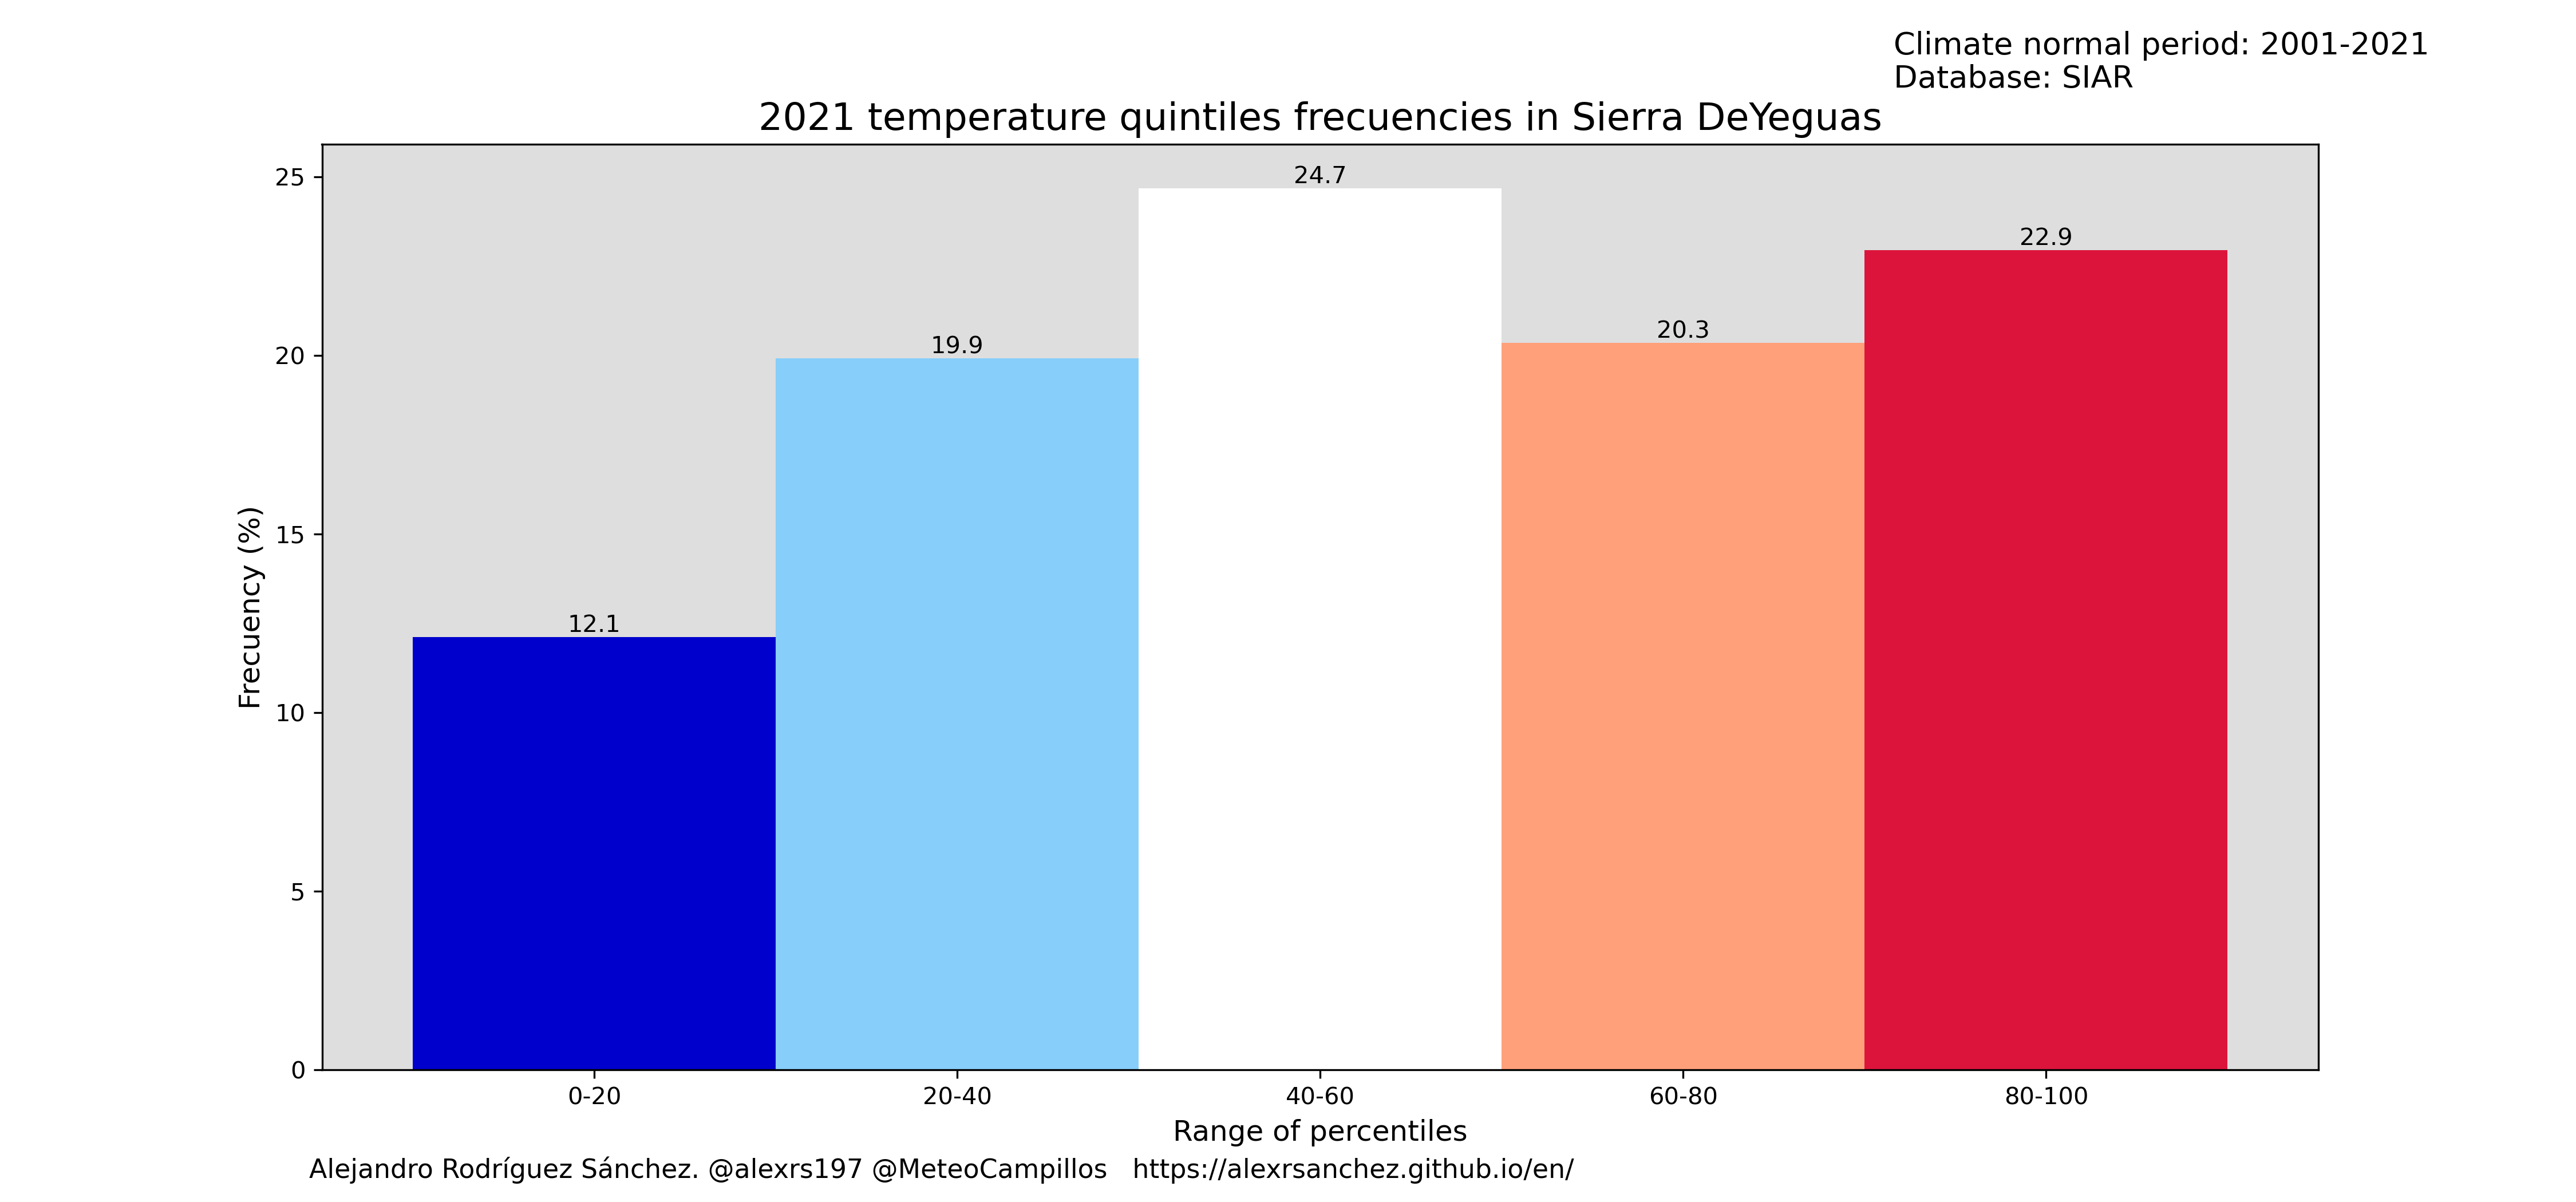 Climate normal period: 2001-2021
Database: SIAR
2021 temperature quintiles frecuencies in Sierra DeYeguas
25
20
15
10
5
0
Frecuency (%)
12.1
19.9
24.7
20.3
22.9
0-20
20-40
40-60
60-80
80-100
Range of percentiles
Alejandro Rodríguez Sánchez. @alexrs197 @MeteoCampillos https://alexrsanchez.github.io/en/